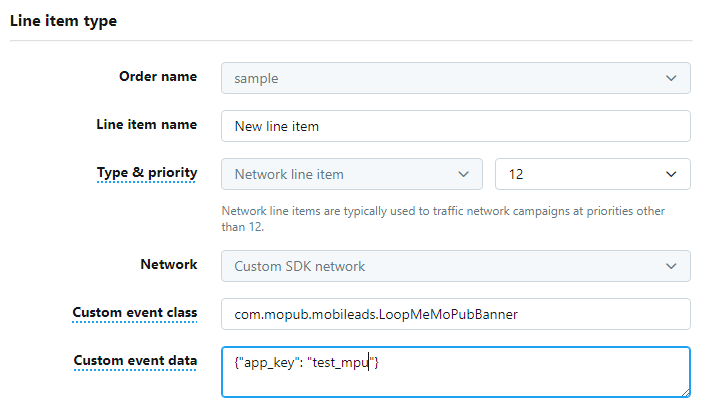 Line item type
Order name sample
Line item name New line item
Type & priority Network line item 12
Network line items are typically used to traffic network campaigns at priorities other
than 12.
Network Custom SDK network
Custom event class com.mopub.mobileads.LoopMeMoPubBanner
Custom event data {"app_key": "test_mpu"}